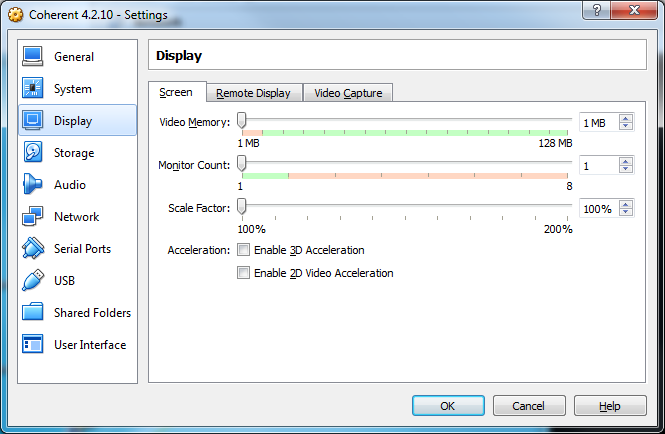 Coherent 4.2.10 - Settings
General
System
Display
Storage
Audio
Network
Serial Ports
USB
Shared Folders
User Interface
Display
Screen Remote Display Video Capture
Video Memory: 1 MB
1 MB 128 MB
Monitor Count: 1
1 8
Scale Factor: 100%
100% 200%
Acceleration: Enable 3D Acceleration
Enable 2D Video Acceleration
OK Cancel Help